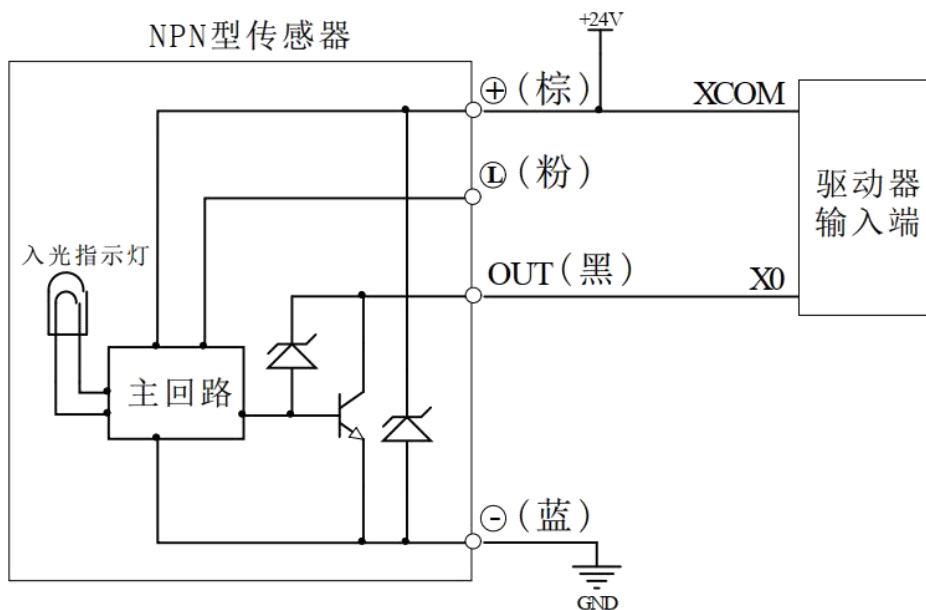 +24V
NPN型传感器
⊕(棕)
XCOM
Ⓛ(粉)
驱动器
输入端
入光指示灯
OUT(黑)
X0
主回路
⊖(蓝)
GND